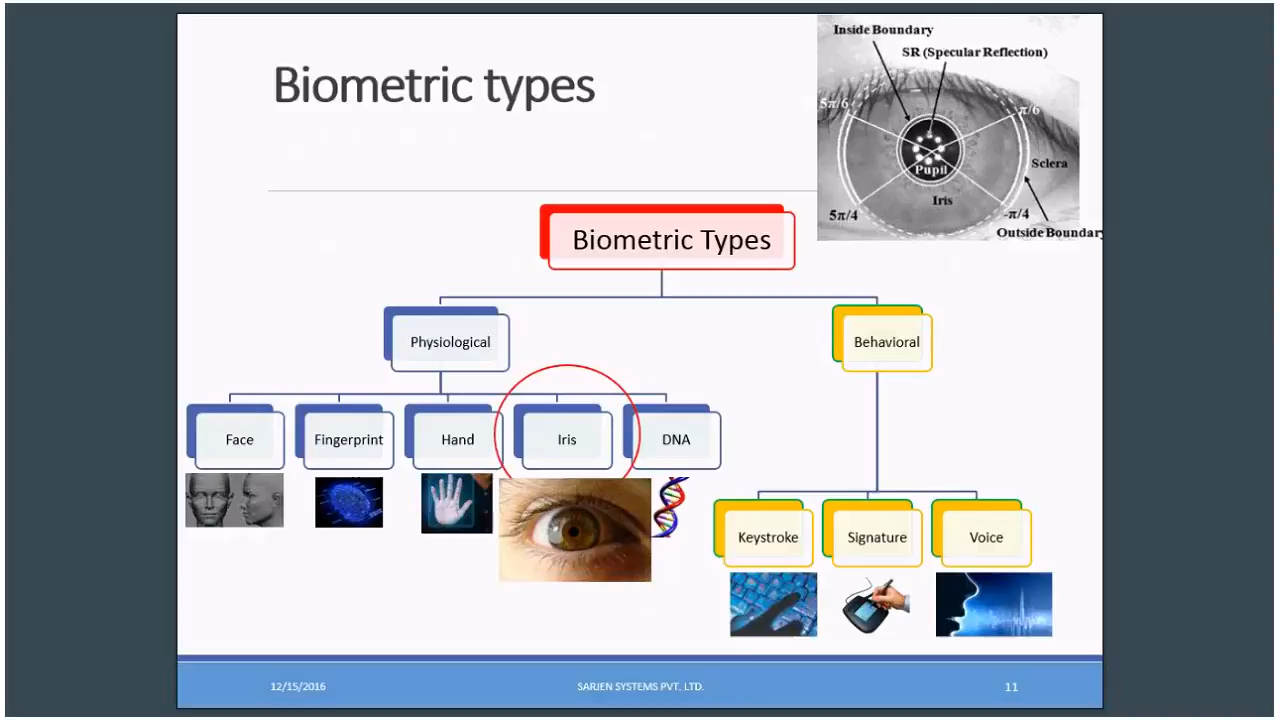 Biometric types
Inside Boundary
SR (Specular Reflection)
5π/6
π/6
Sclera
Pupil
Iris
5π/4
-π/4
Outside Boundary
Biometric Types
Physiological
Behavioral
Face
Fingerprint
Hand
Iris
DNA
Keystroke
Signature
Voice
12/15/2016
SARJEN SYSTEMS PVT. LTD.
11